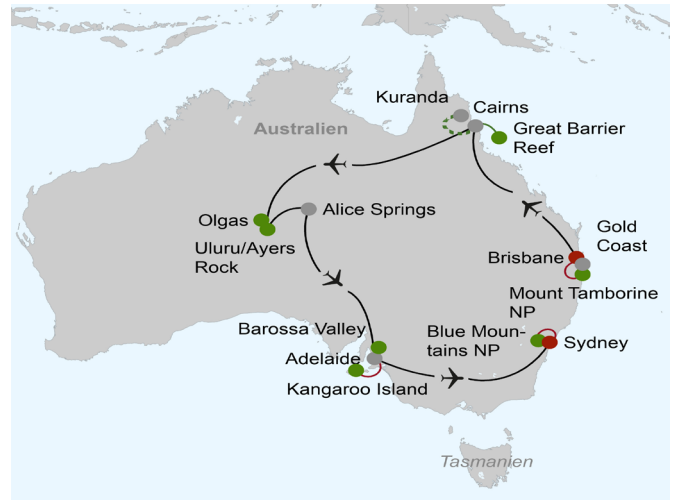 Kuranda
Cairns
Australien
Great Barrier
Reef
Olgas
Alice Springs
Uluru/Ayers
Rock
Gold
Coast
Brisbane
Mount Tamborine
NP
Barossa Valley
Blue Moun-
tains NP
Sydney
Adelaide
Kangaroo Island
Tasmanien